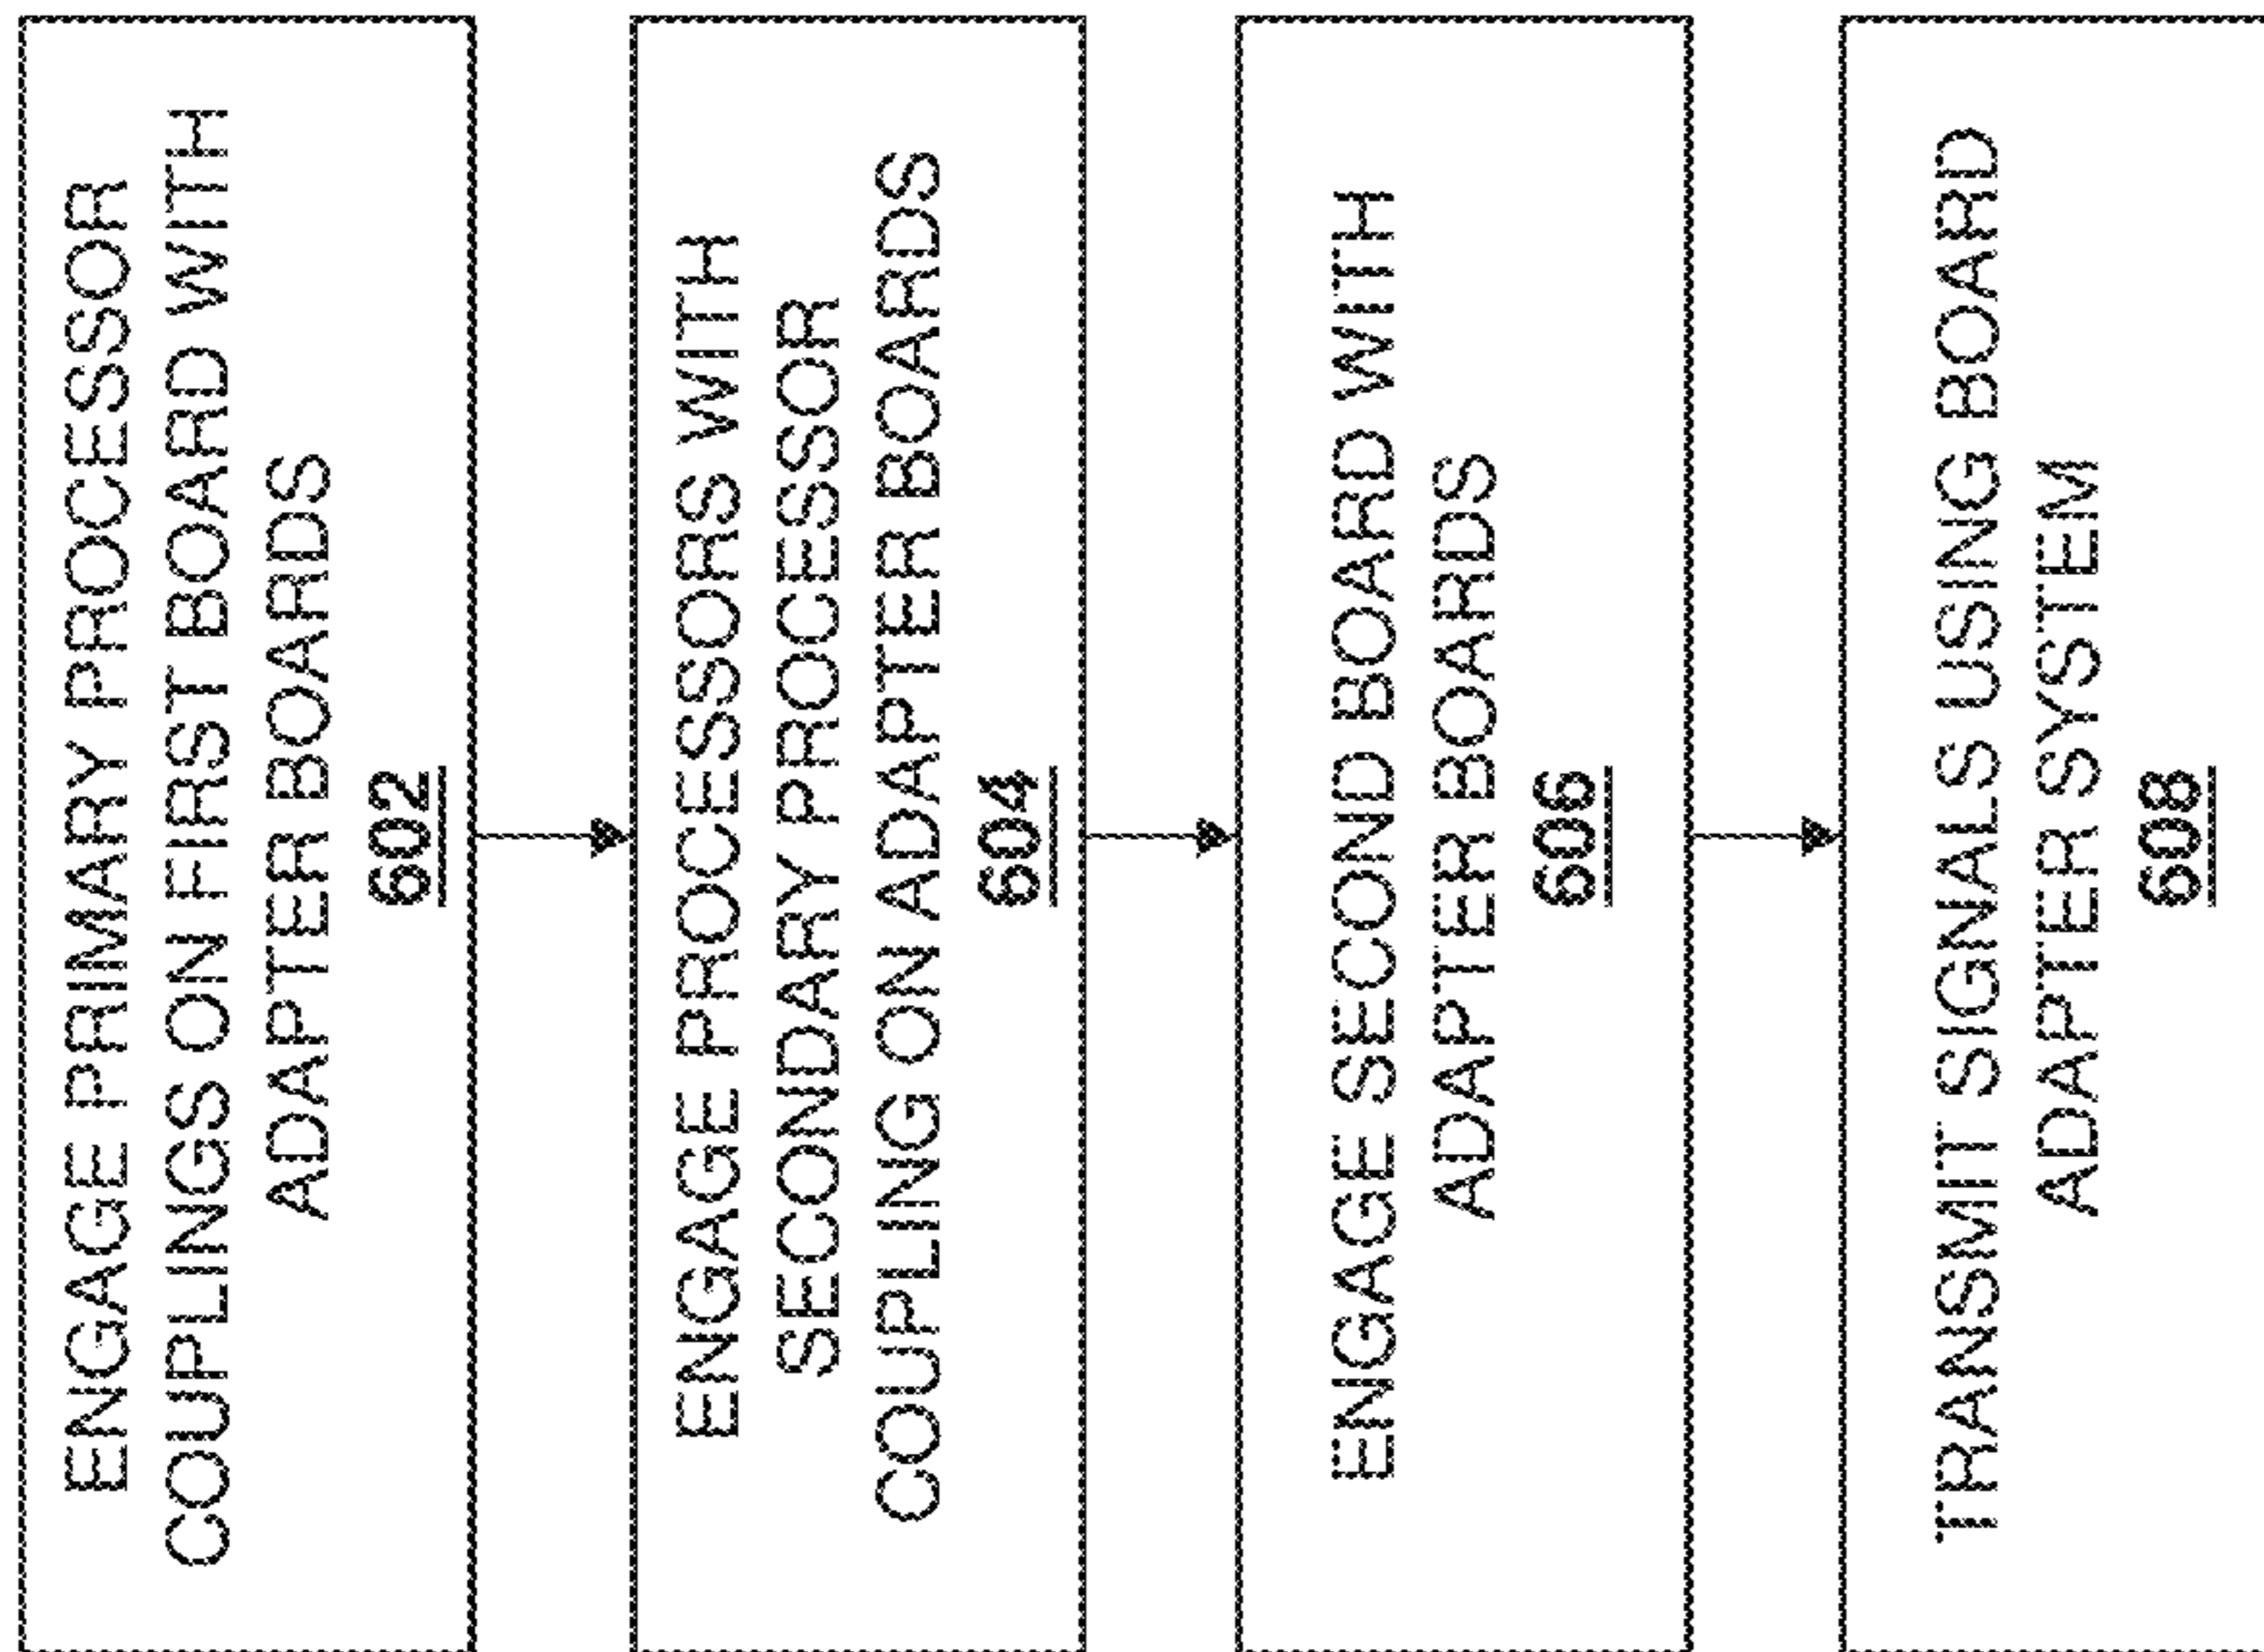 ENGAGE PRIMARY PROCESSOR
COUPLINGS ON FIRST BOARD WITH
ADAPTER BOARDS
602
ENGAGE PROCESSORS WITH
SECONDARY PROCESSOR
COUPLING ON ADAPTER BOARDS
604
ENGAGE SECOND BOARD WITH
ADAPTER BOARDS
606
TRANSMIT SIGNALS USING BOARD
ADAPTER SYSTEM
608